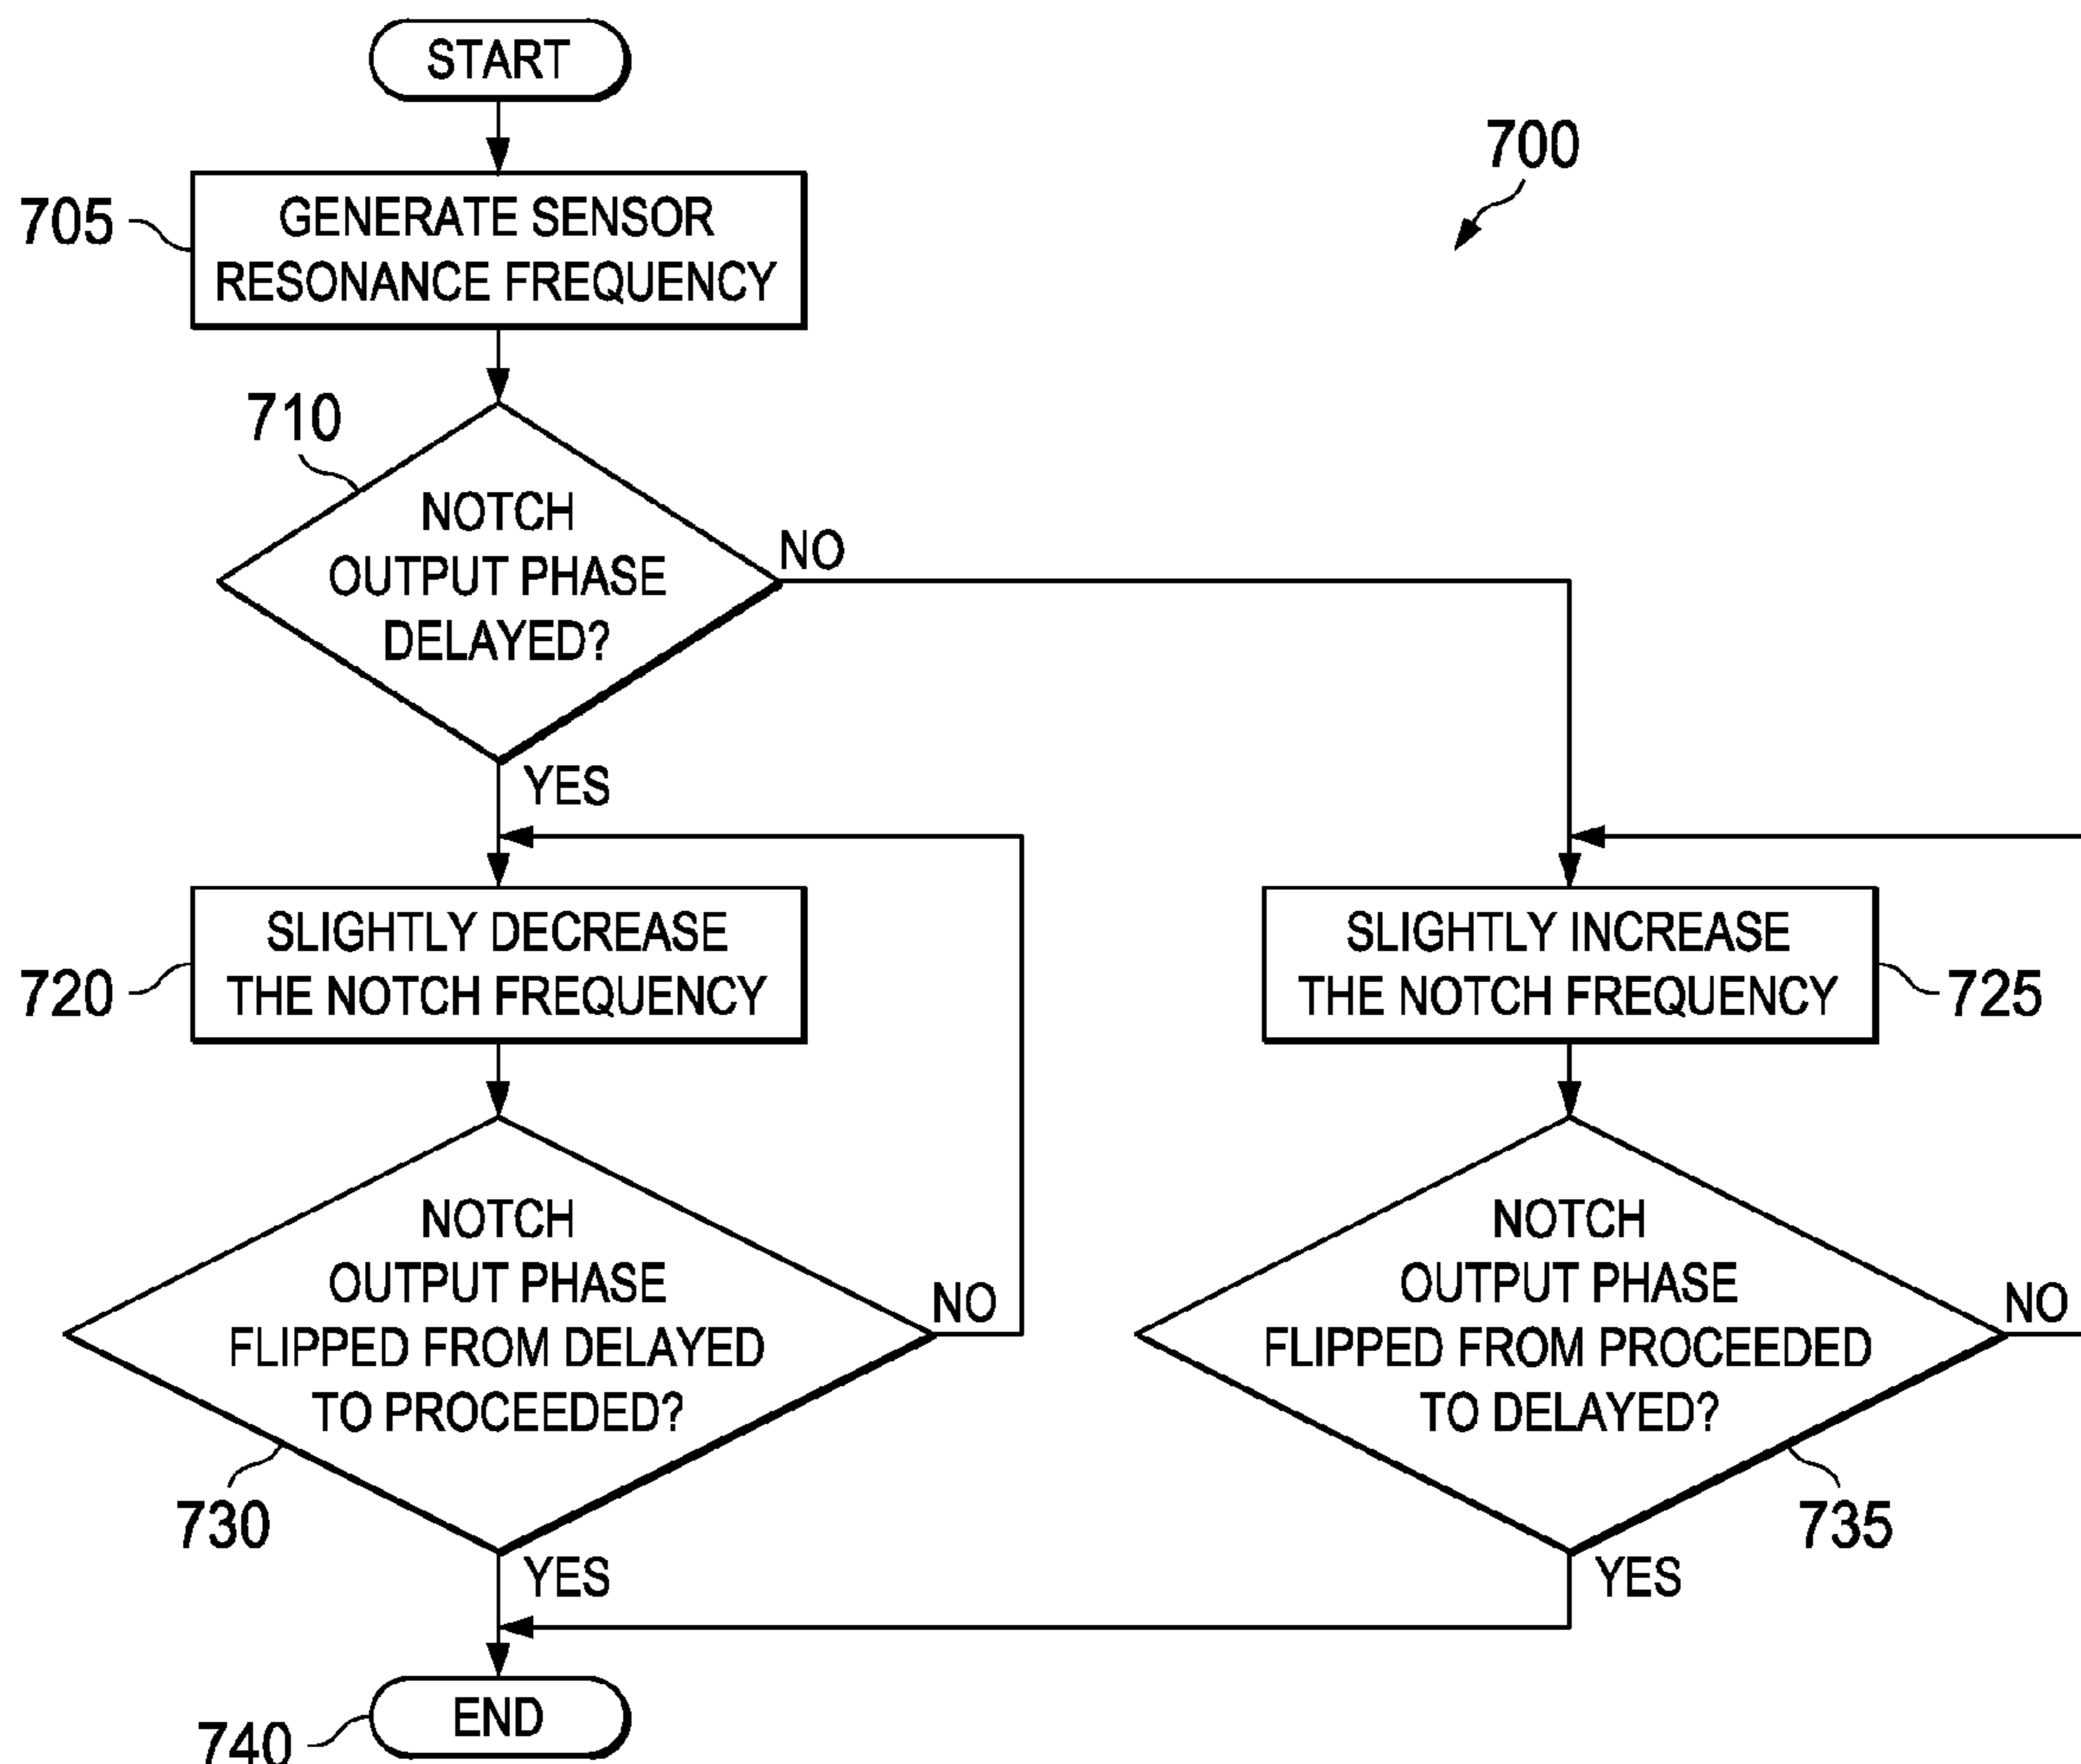 START
700
705
GENERATE SENSOR
RESONANCE FREQUENCY
710
NOTCH
OUTPUT PHASE
DELAYED?
NO
YES
720
SLIGHTLY DECREASE
THE NOTCH FREQUENCY
SLIGHTLY INCREASE
THE NOTCH FREQUENCY
725
NOTCH
OUTPUT PHASE
FLIPPED FROM DELAYED
TO PROCEEDED?
NO
730
YES
NOTCH
OUTPUT PHASE
FLIPPED FROM PROCEEDED
TO DELAYED?
NO
735
YES
740
END